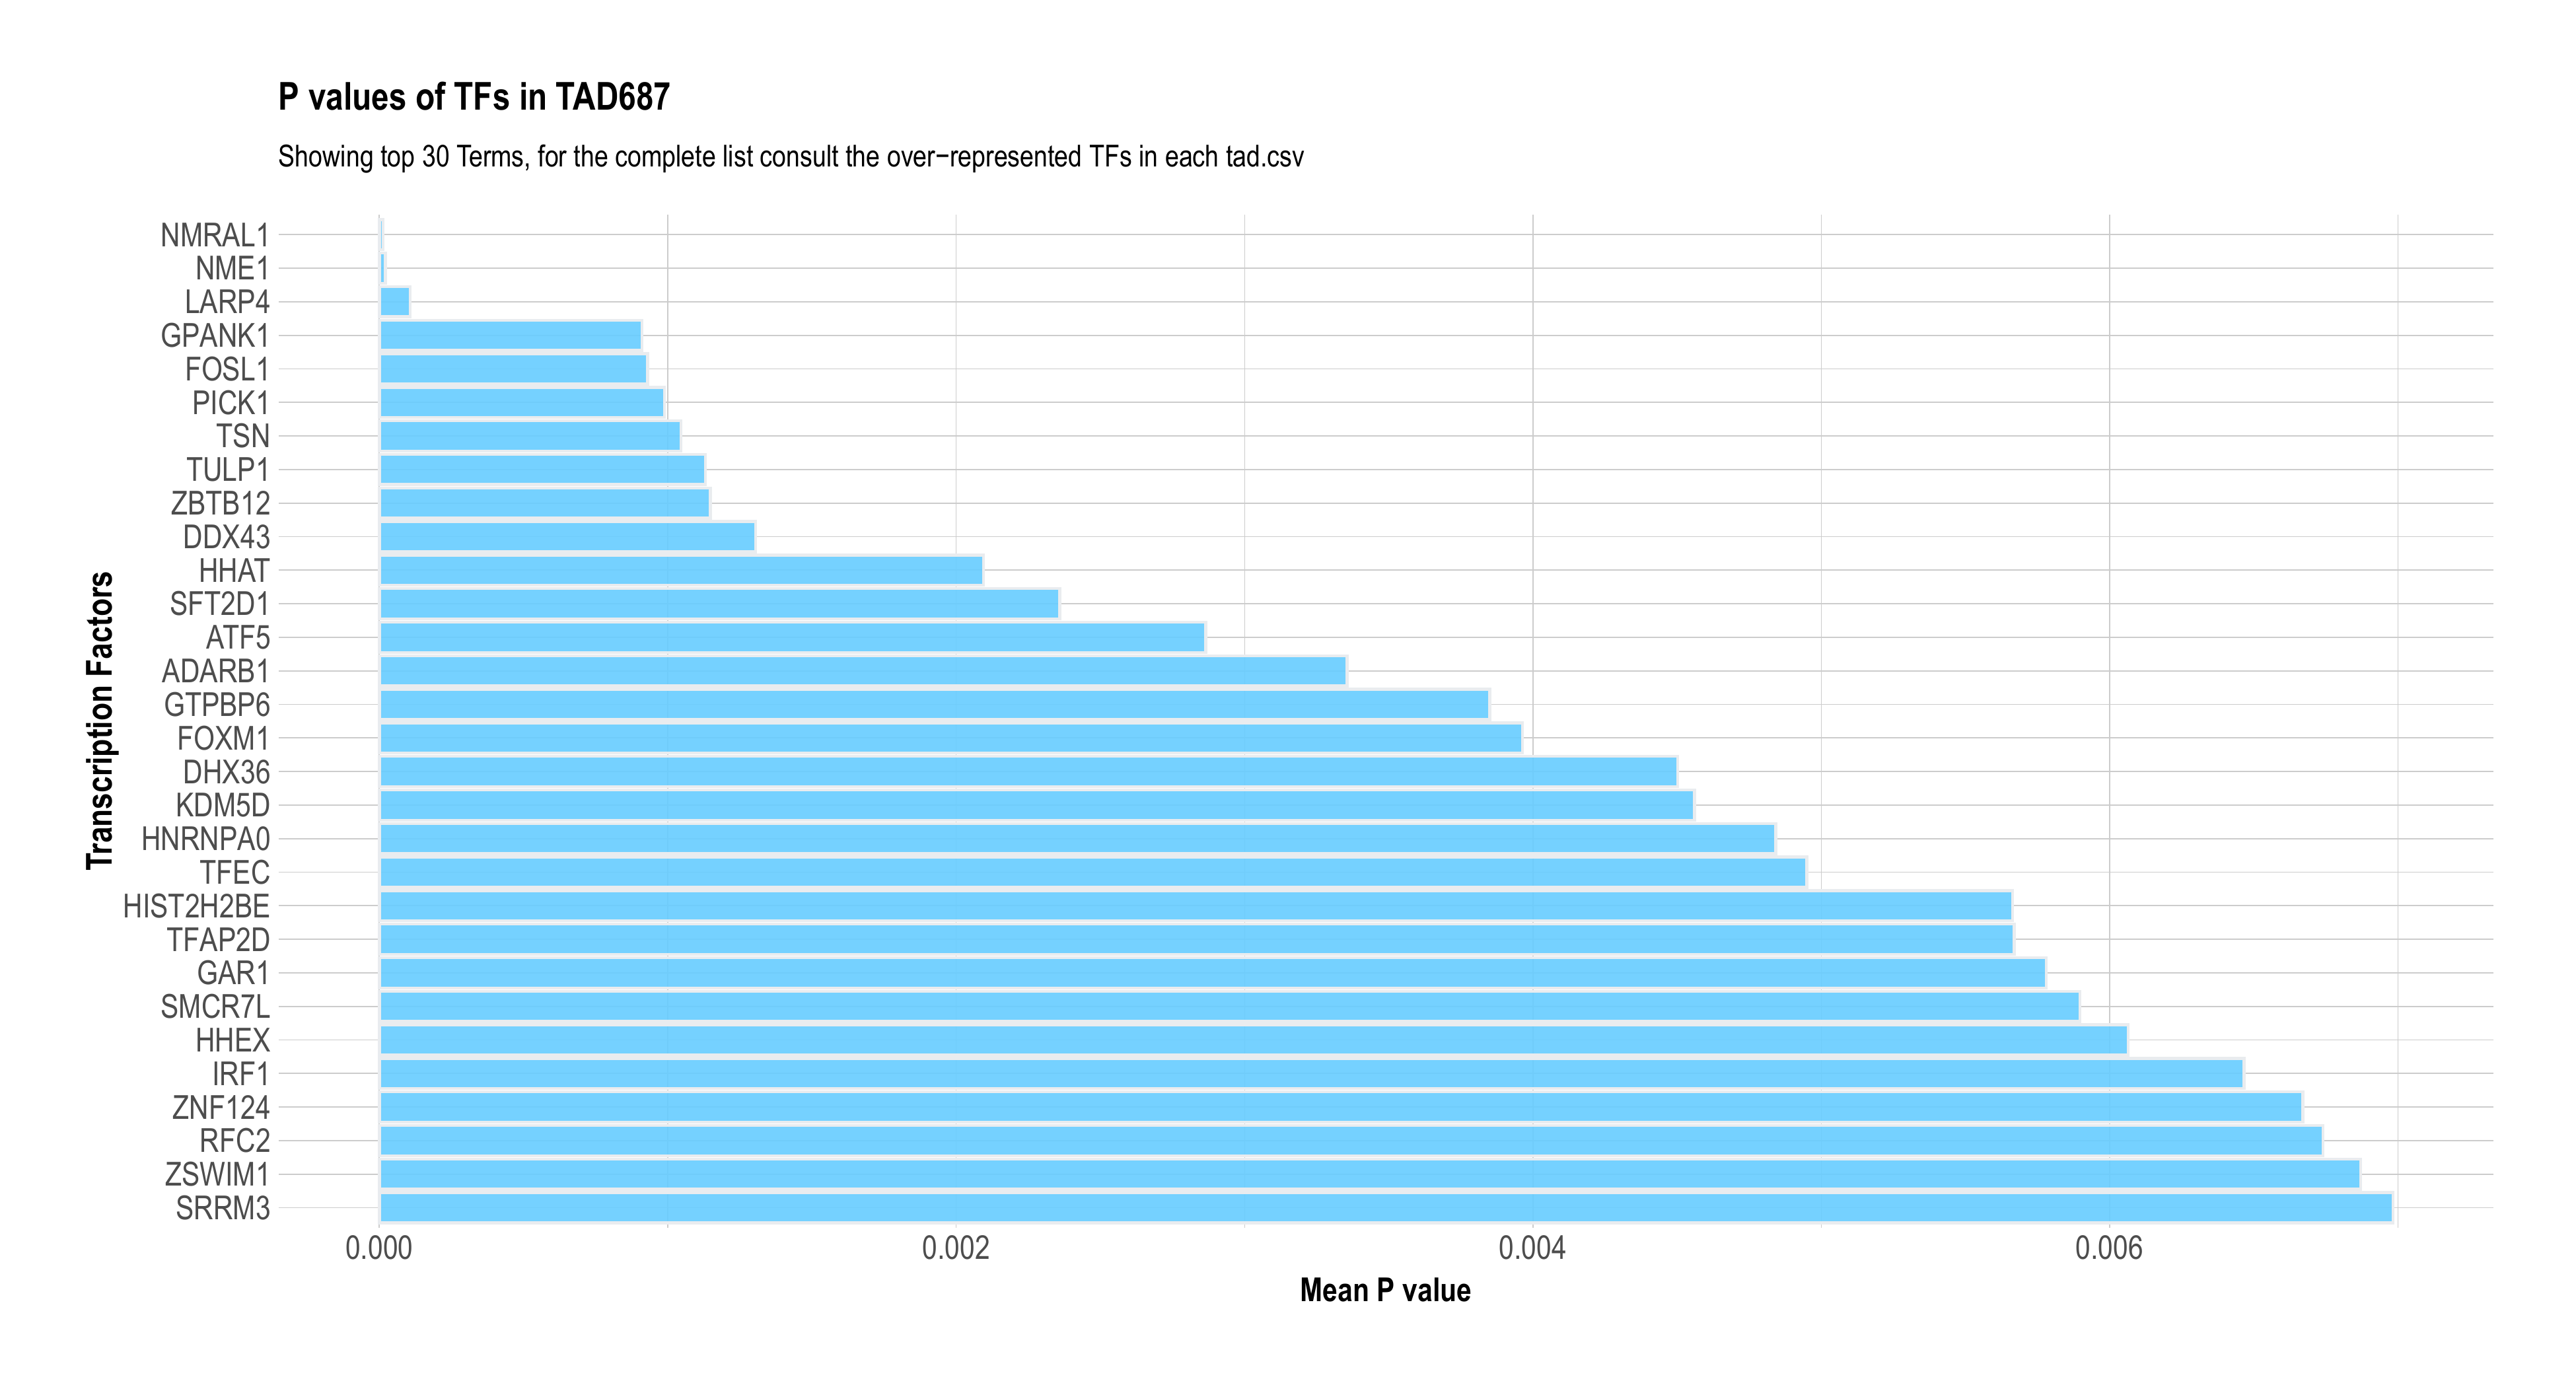 P values of TFs in TAD687
Showing top 30 Terms, for the complete list consult the over−represented TFs in each tad.csv
Transcription Factors
NMRAL1
NME1
LARP4
GPANK1
FOSL1
PICK1
TSN
TULP1
ZBTB12
DDX43
HHAT
SFT2D1
ATF5
ADARB1
GTPBP6
FOXM1
DHX36
KDM5D
HNRNPA0
TFEC
HIST2H2BE
TFAP2D
GAR1
SMCR7L
HHEX
IRF1
ZNF124
RFC2
ZSWIM1
SRRM3
0.000 0.002 0.004 0.006
Mean P value